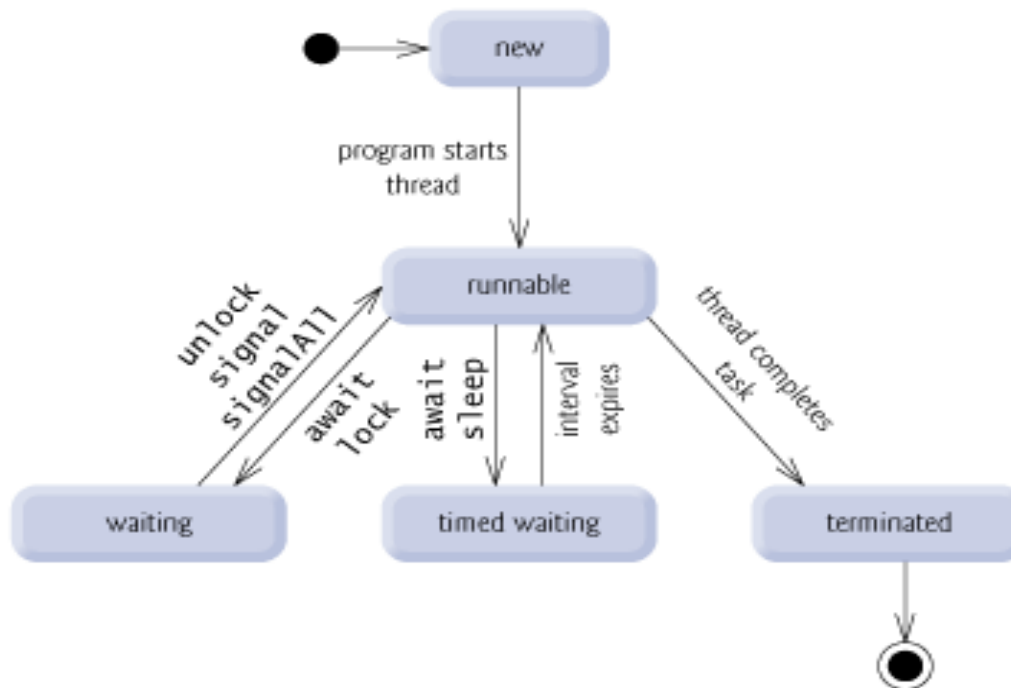 new
program starts
thread
runnable
unlock
signal
signalAll
await
lock
await
sleep
interval
expires
thread completes
task
waiting
timed waiting
terminated